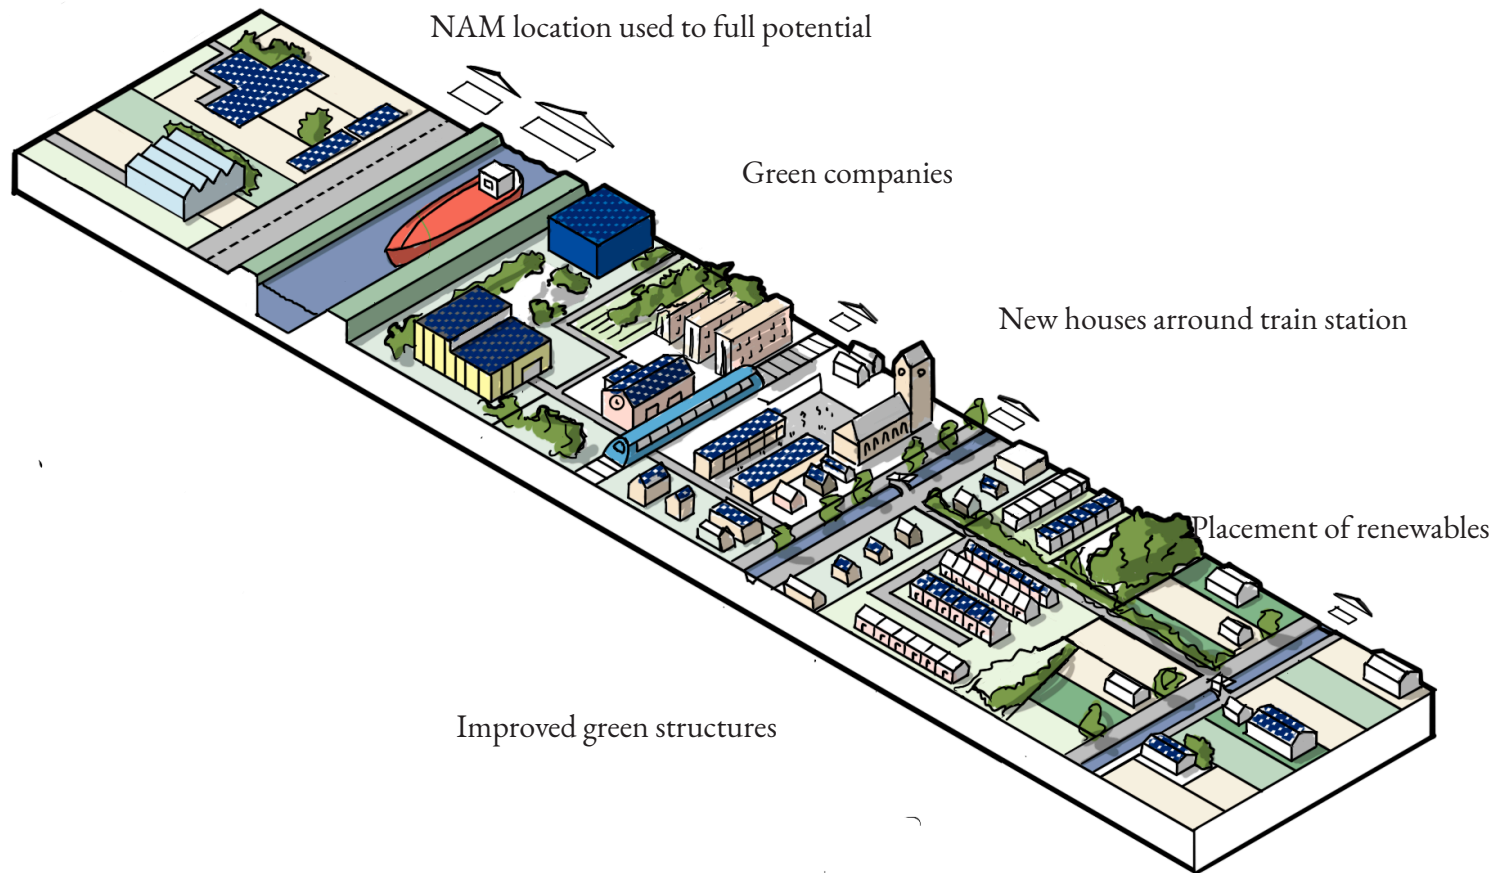 NAM location used to full potential
Green companies
New houses arround train station
Placement of renewables
Improved green structures